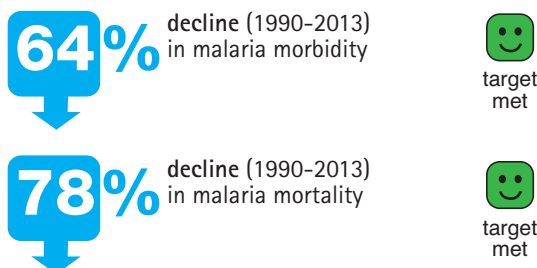 64% decline (1990-2013)
in malaria morbidity
target
met
78% decline (1990-2013)
in malaria mortality
target
met